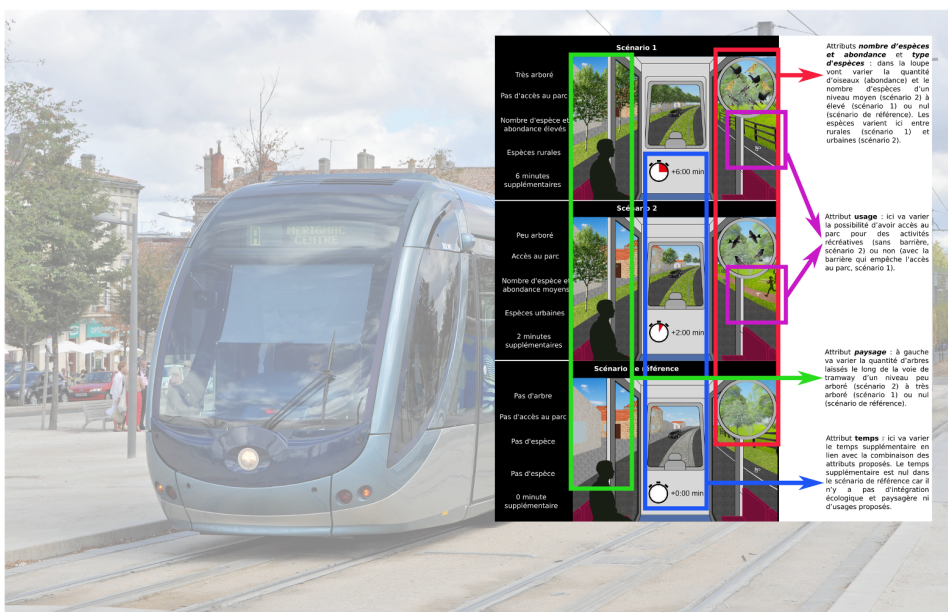 MERIGNAC
CENTRE
Scénario 1
Très arboré
Pas d'accès au parc
Nombre d'espèce et
abondance élevés
Espèces rurales
6 minutes
supplémentaires
+6:00 min
Scénario 2
Peu arboré
Accès au parc
Nombre d'espèce et
abondance moyens
Espèces urbaines
2 minutes
supplémentaires
+2:00 min
Scénario de référence
Pas d'arbre
Pas d'accès au parc
Pas d'espèce
Pas d'espèce
0 minute
supplémentaire
+0:00 min
Attributs nombre d'espèces
et abondance et type
d'espèces : dans la loupe
vont varier la quantité
d'oiseaux (abondance) et le
nombre d'espèces d'un
niveau moyen (scénario 2) à
élevé (scénario 1) ou nul
(scénario de référence). Les
espèces varient ici entre
rurales (scénario 1) et
urbaines (scénario 2).
Attribut usage : ici va varier
la possibilité d'avoir accès au
parc pour des activités
récréatives (sans barrière,
scénario 2) ou non (avec la
barrière qui empêche l'accès
au parc, scénario 1).
Attribut paysage : à gauche
va varier la quantité d'arbres
laissés le long de la voie de
tramway d'un niveau peu
arboré (scénario 2) à très
arboré (scénario 1) ou nul
(scénario de référence).
Attribut temps : ici va varier
le temps supplémentaire en
lien avec la combinaison des
attributs proposés. Le temps
supplémentaire est nul dans
le scénario de référence car il
n'y a pas d'intégration
écologique et paysagère ni
d'usages proposés.